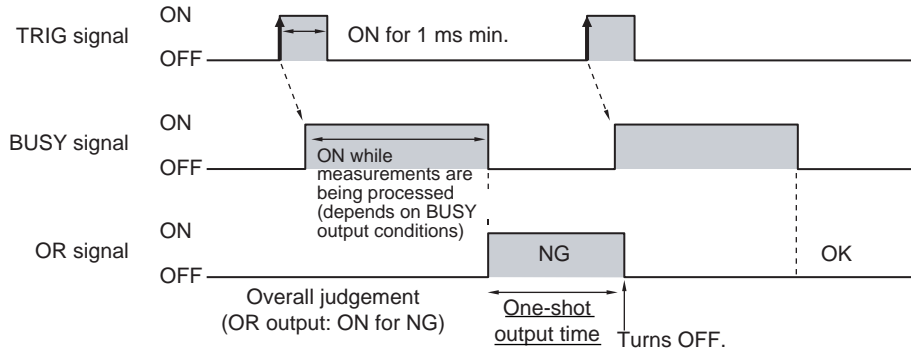 ON
TRIG signal
ON for 1 ms min.
OFF
ON
BUSY signal
OFF
ON while
measurements are
being processed
(depends on BUSY
output conditions)
ON
OR signal
NG
OK
OFF
Overall judgement
(OR output: ON for NG)
One-shot
output time
Turns OFF.